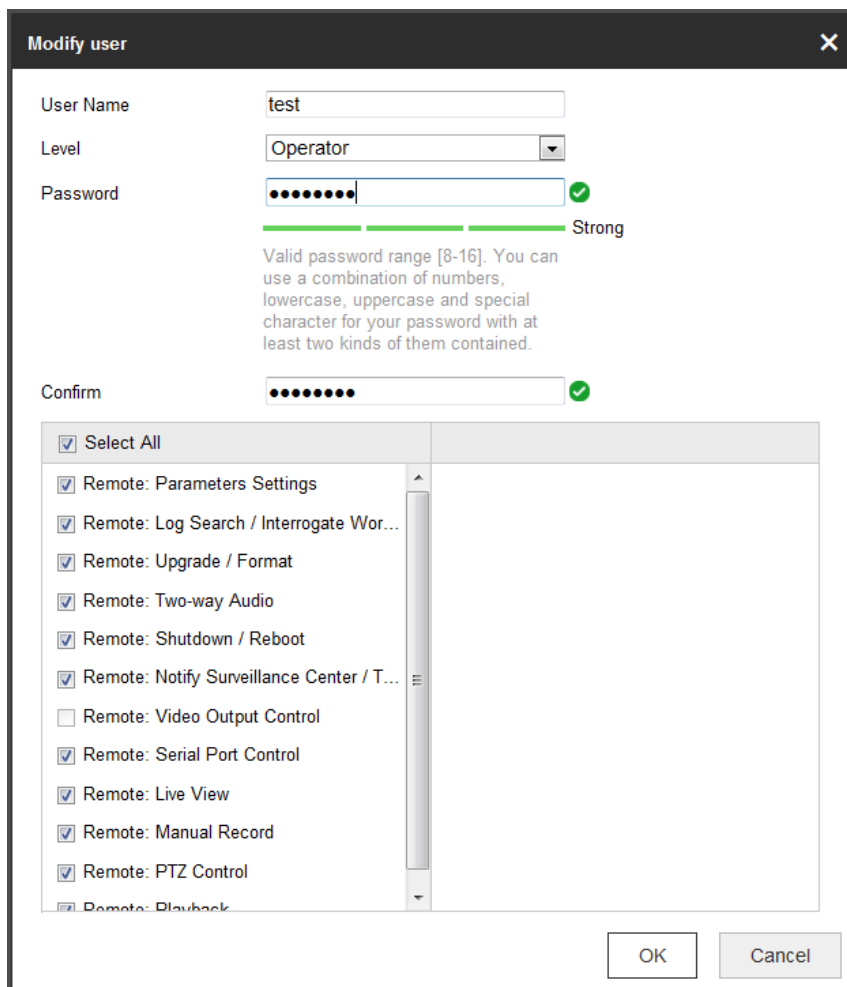 Modify user
User Name
test
Level
Operator
Password
••••••••
Strong
Valid password range [8-16]. You can
use a combination of numbers,
lowercase, uppercase and special
character for your password with at
least two kinds of them contained.
Confirm
••••••••
Select All
Remote: Parameters Settings
Remote: Log Search / Interrogate Wor...
Remote: Upgrade / Format
Remote: Two-way Audio
Remote: Shutdown / Reboot
Remote: Notify Surveillance Center / T...
Remote: Video Output Control
Remote: Serial Port Control
Remote: Live View
Remote: Manual Record
Remote: PTZ Control
Remote: Playback
OK
Cancel